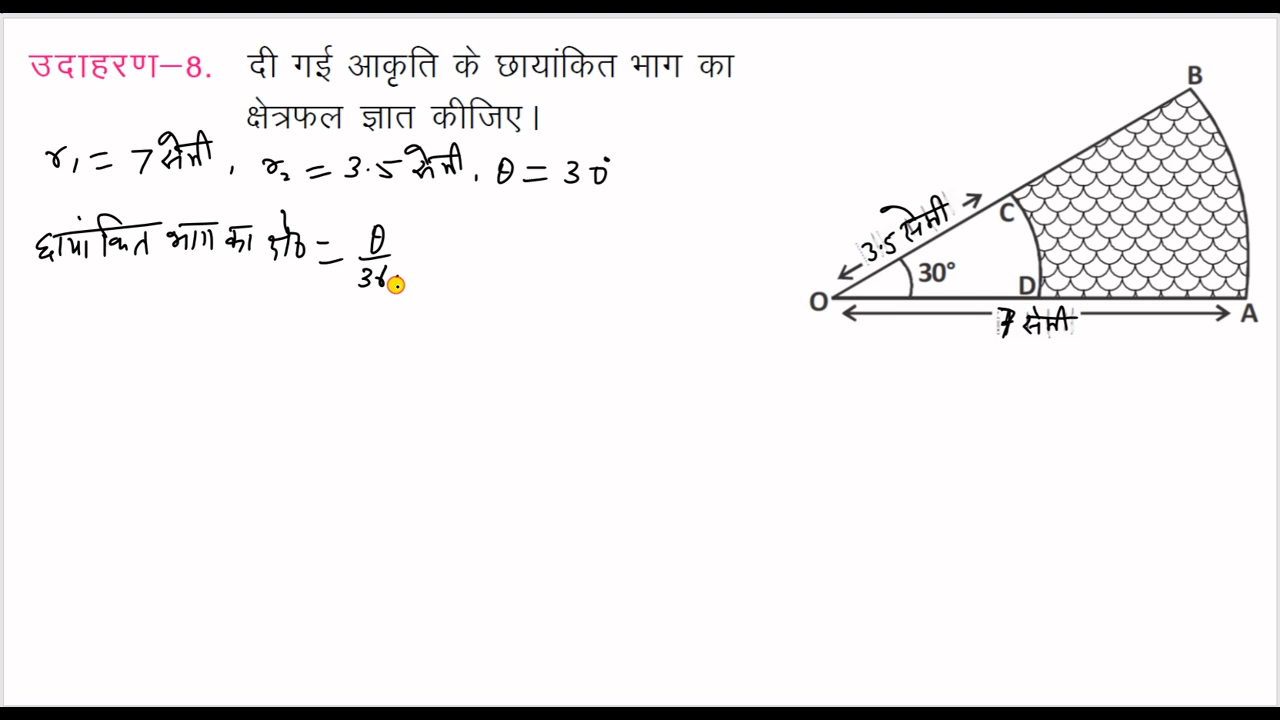 उदाहरण–8. दी गई आकृति के छायांकित भाग का
क्षेत्रफल ज्ञात कीजिए।
r₁ = 7 सेमी, r₂ = 3.5 सेमी, θ = 30°
छायांकित भाग का क्षे० = θ/36
B
C
3.5 सेमी
30°
O
D
A
7 सेमी